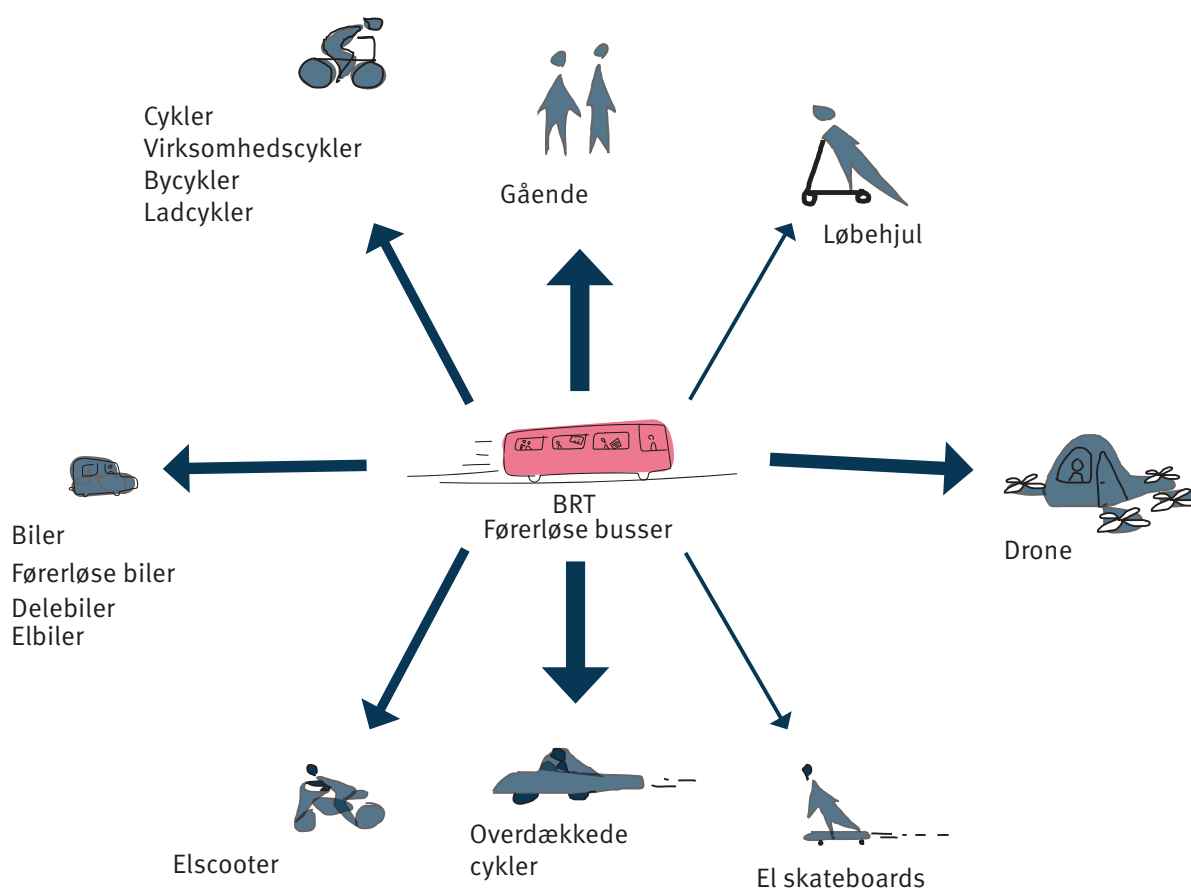 Cykler
Virksomhedscykler
Bycykler
Ladcykler
Gående
Løbehjul
BRT
Førerløse busser
Drone
Biler
Førerløse biler
Delebiler
Elbiler
Elscooter
Overdækkede
cykler
El skateboards